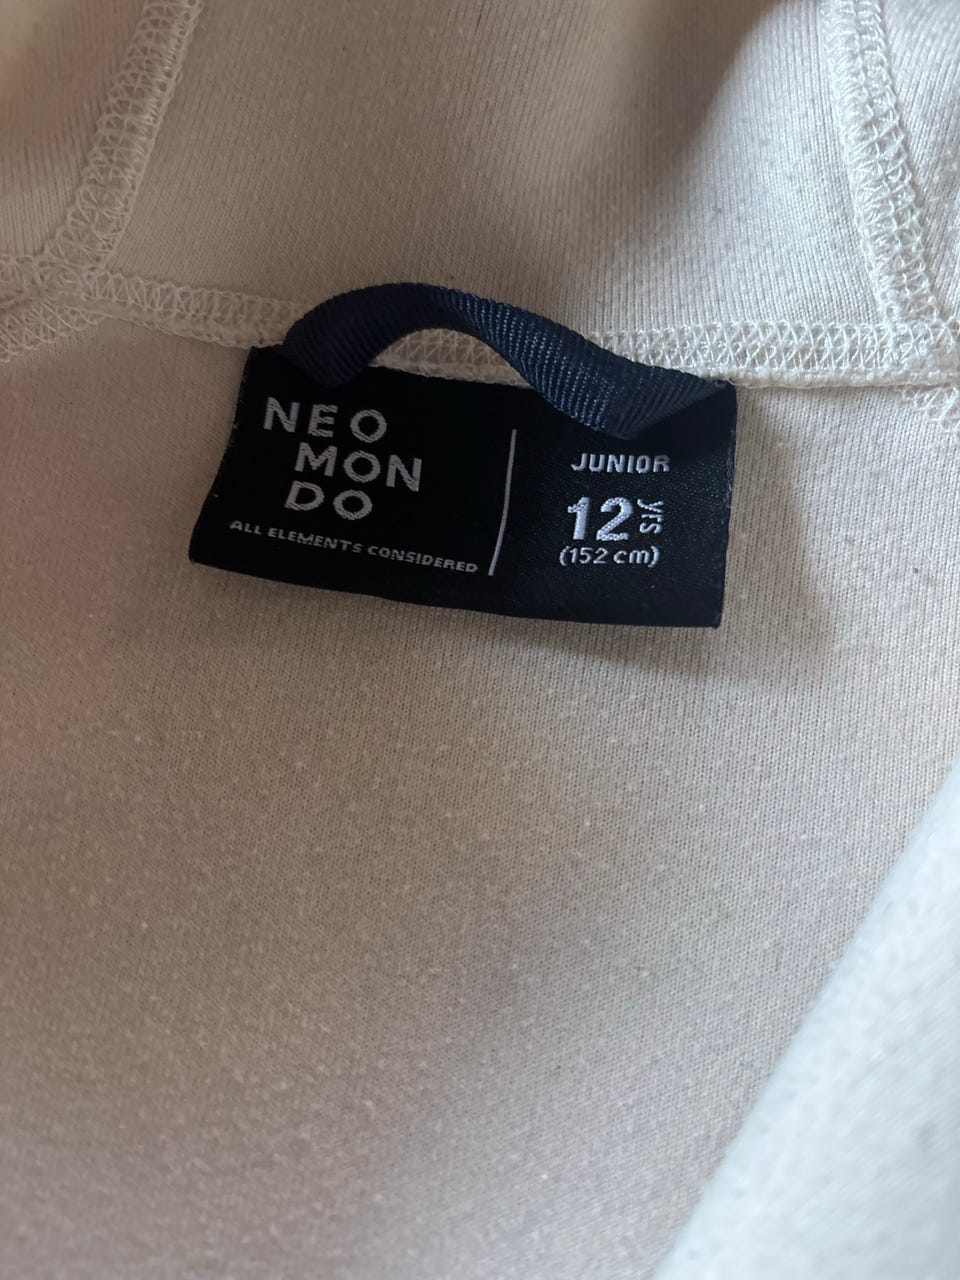 NEO
MON
DO
ALL ELEMENTS CONSIDERED
JUNIOR
12 yrs
(152 cm)